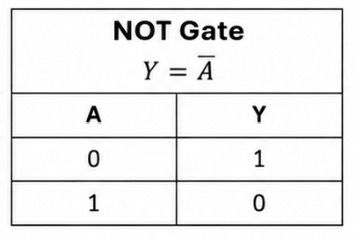 NOT Gate
Y = A̅
A Y
0 1
1 0